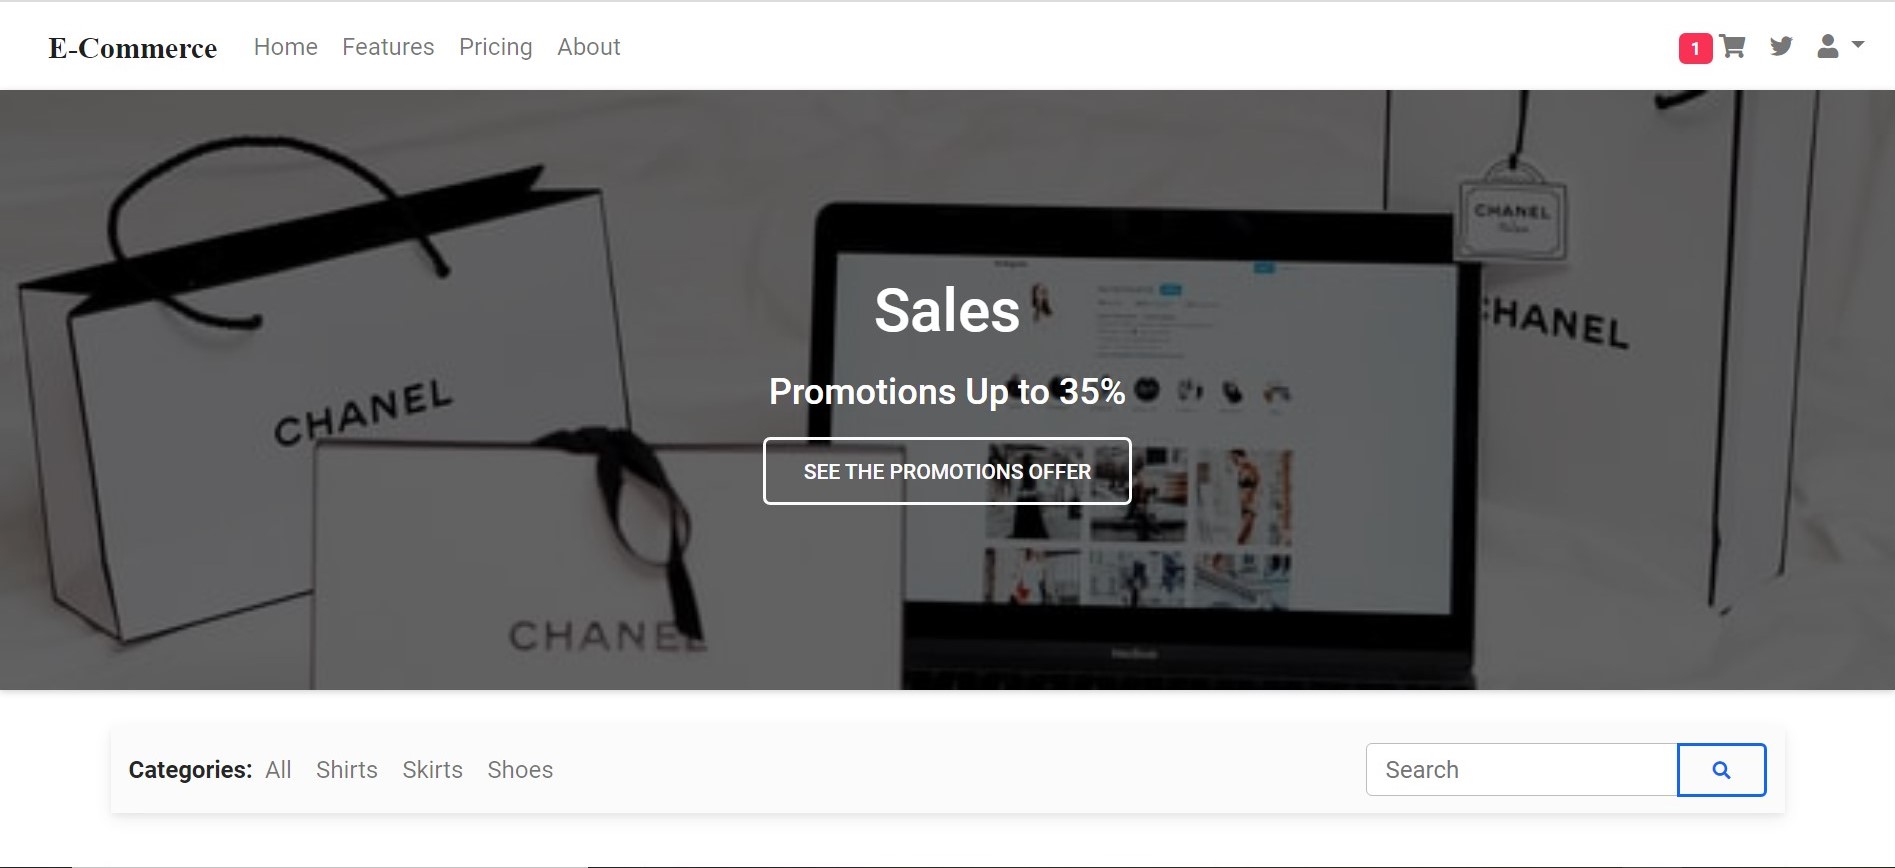 E-Commerce Home Features Pricing About 1
CHANEL
CHANEL
CHANEL
CHANEL
Sales
Promotions Up to 35%
SEE THE PROMOTIONS OFFER
MacBook
Categories: All Shirts Skirts Shoes Search